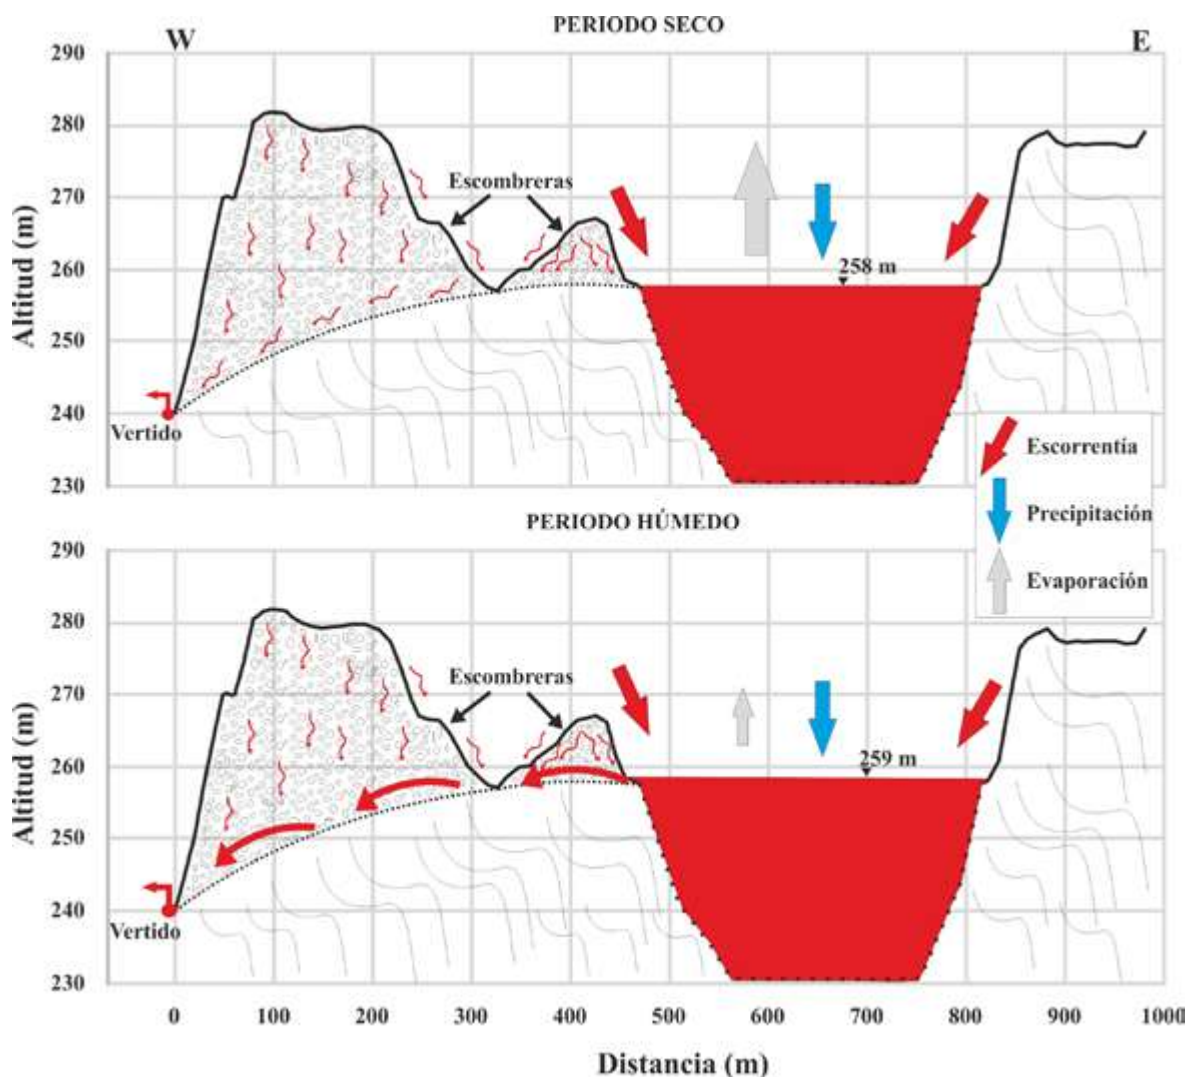 PERIODO SECO
W
E
290
280
270
260
250
240
230
Altitud (m)
Escombreras
258 m
Vertido
Escorrentía
Precipitación
Evaporación
PERIODO HÚMEDO
290
280
270
260
250
240
230
Altitud (m)
Escombreras
259 m
Vertido
0 100 200 300 400 500 600 700 800 900 1000
Distancia (m)